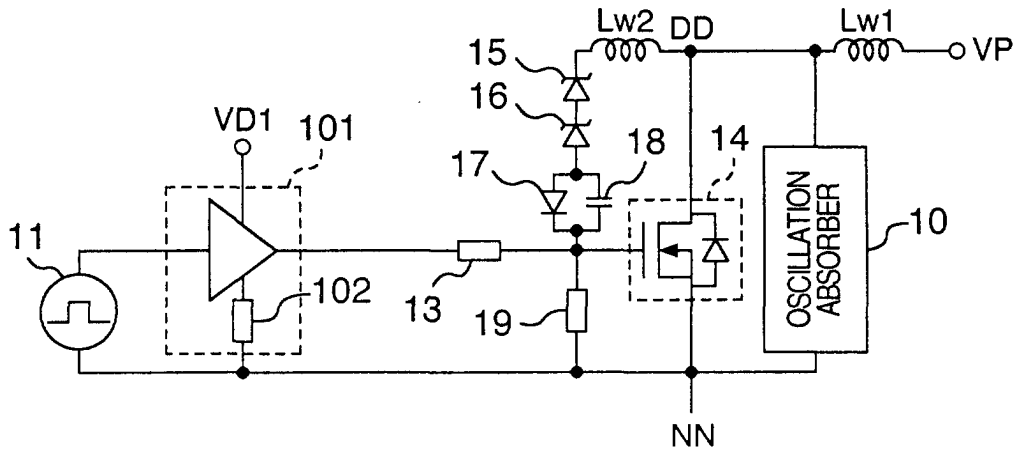 Lw2
DD
Lw1
VP
15
16
VD1
101
17
18
14
11
102
13
19
OSCILLATION
ABSORBER
10
NN